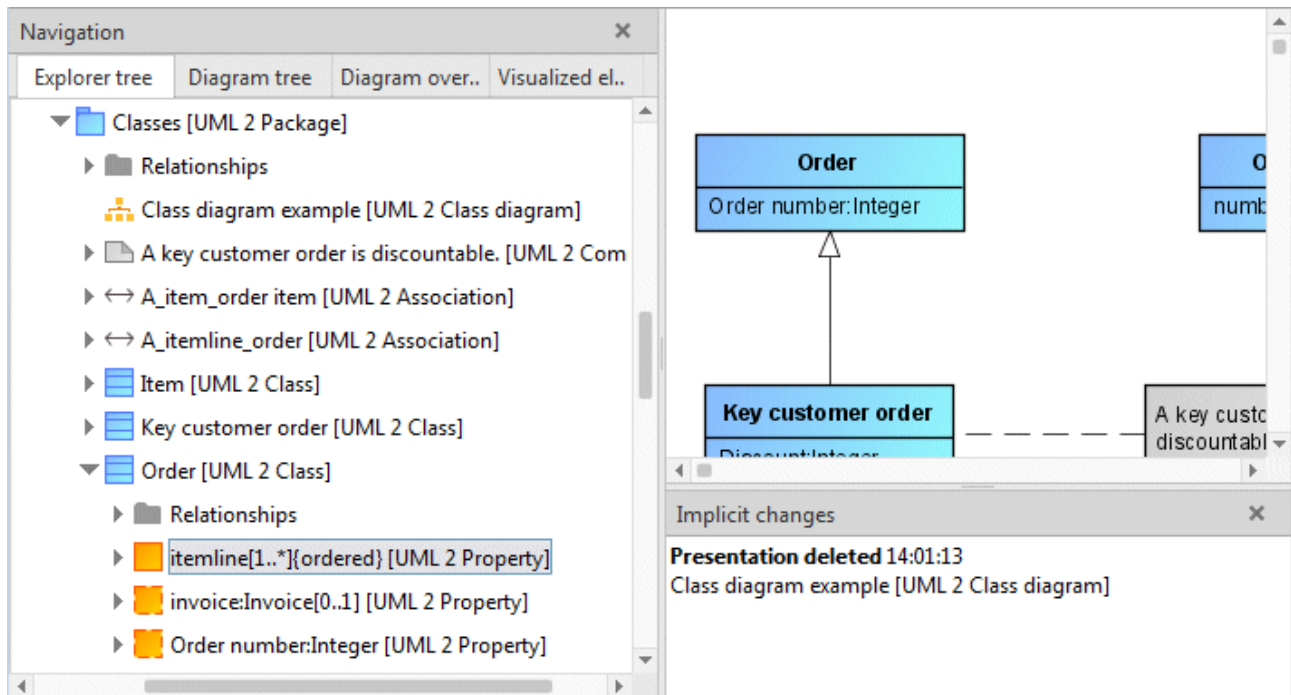 Navigation
Explorer tree
Diagram tree
Diagram over..
Visualized el..
Classes [UML 2 Package]
Relationships
Class diagram example [UML 2 Class diagram]
A key customer order is discountable. [UML 2 Com
A_item_order item [UML 2 Association]
A_itemline_order [UML 2 Association]
Item [UML 2 Class]
Key customer order [UML 2 Class]
Order [UML 2 Class]
Relationships
itemline[1..*]{ordered} [UML 2 Property]
invoice:Invoice[0..1] [UML 2 Property]
Order number:Integer [UML 2 Property]
Order
Order number:Integer
O
numb
Key customer order
Discount:Integer
A key custo
discountabl
Implicit changes
Presentation deleted 14:01:13
Class diagram example [UML 2 Class diagram]